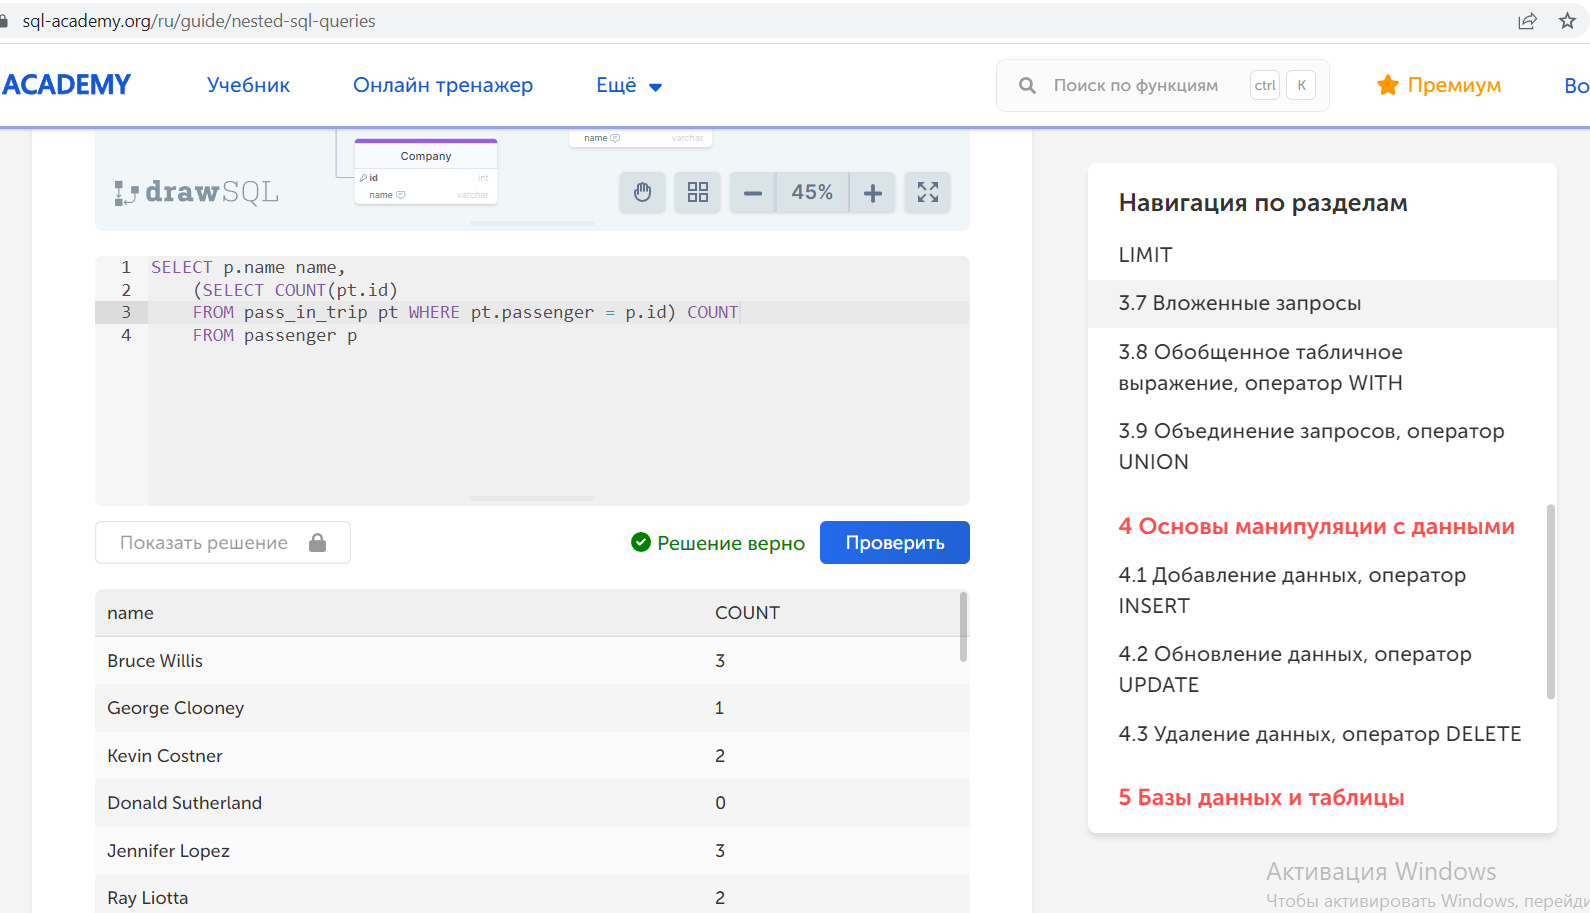 sql-academy.org/ru/guide/nested-sql-queries
ACADEMY
Учебник
Онлайн тренажер
Ещё
Поиск по функциям
ctrl
K
Премиум
Во
name
varchar
Company
id
int
name
varchar
drawSQL
45%
1 SELECT p.name name,
2 (SELECT COUNT(pt.id)
3 FROM pass_in_trip pt WHERE pt.passenger = p.id) COUNT
4 FROM passenger p
Показать решение
Решение верно
Проверить
name COUNT
Bruce Willis 3
George Clooney 1
Kevin Costner 2
Donald Sutherland 0
Jennifer Lopez 3
Ray Liotta 2
Навигация по разделам
LIMIT
3.7 Вложенные запросы
3.8 Обобщенное табличное
выражение, оператор WITH
3.9 Объединение запросов, оператор
UNION
4 Основы манипуляции с данными
4.1 Добавление данных, оператор
INSERT
4.2 Обновление данных, оператор
UPDATE
4.3 Удаление данных, оператор DELETE
5 Базы данных и таблицы
Активация Windows
Чтобы активировать Windows, перейди